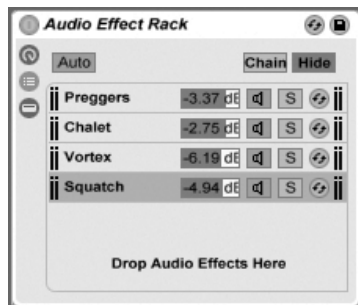 Audio Effect Rack
Auto Chain Hide
Preggers -3.37 dB S
Chalet -2.75 dB S
Vortex -6.19 dB S
Squatch -4.94 dB S
Drop Audio Effects Here